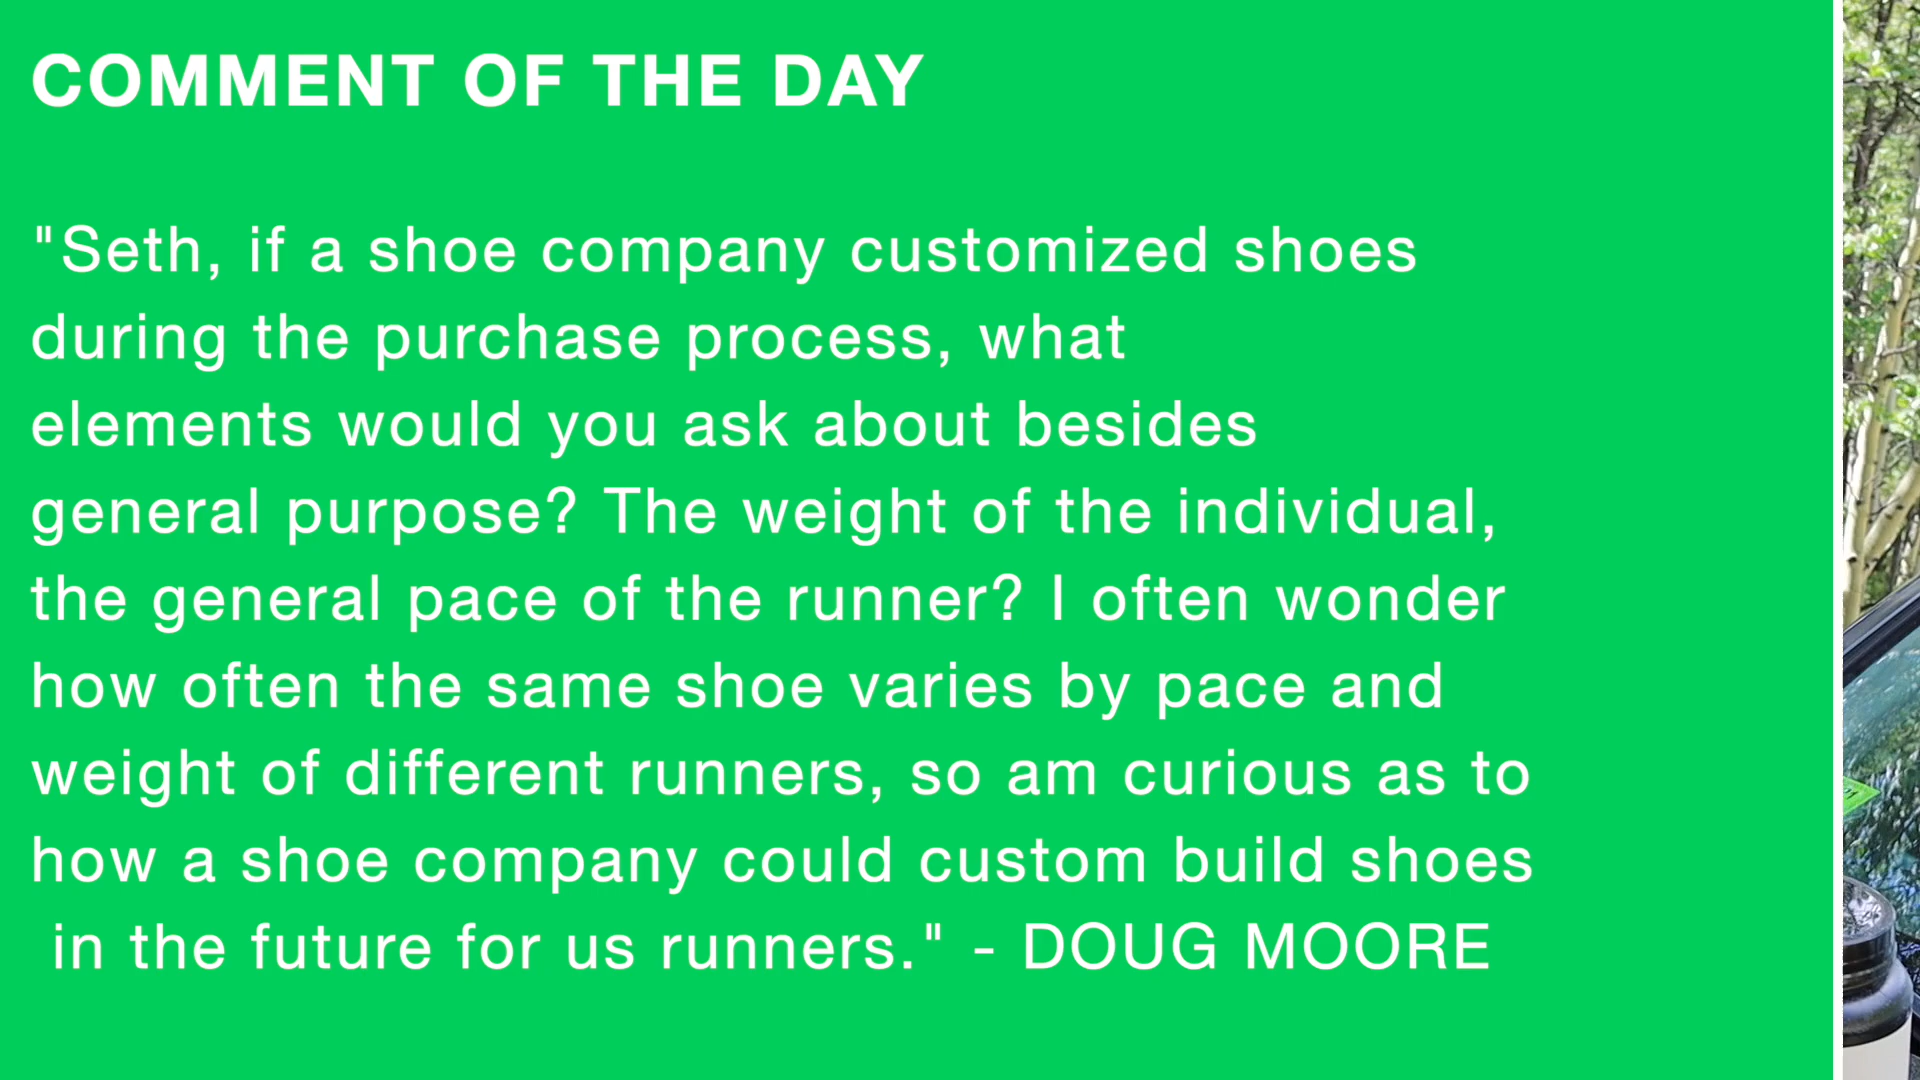 COMMENT OF THE DAY
"Seth, if a shoe company customized shoes
during the purchase process, what
elements would you ask about besides
general purpose? The weight of the individual,
the general pace of the runner? I often wonder
how often the same shoe varies by pace and
weight of different runners, so am curious as to
how a shoe company could custom build shoes
in the future for us runners." - DOUG MOORE